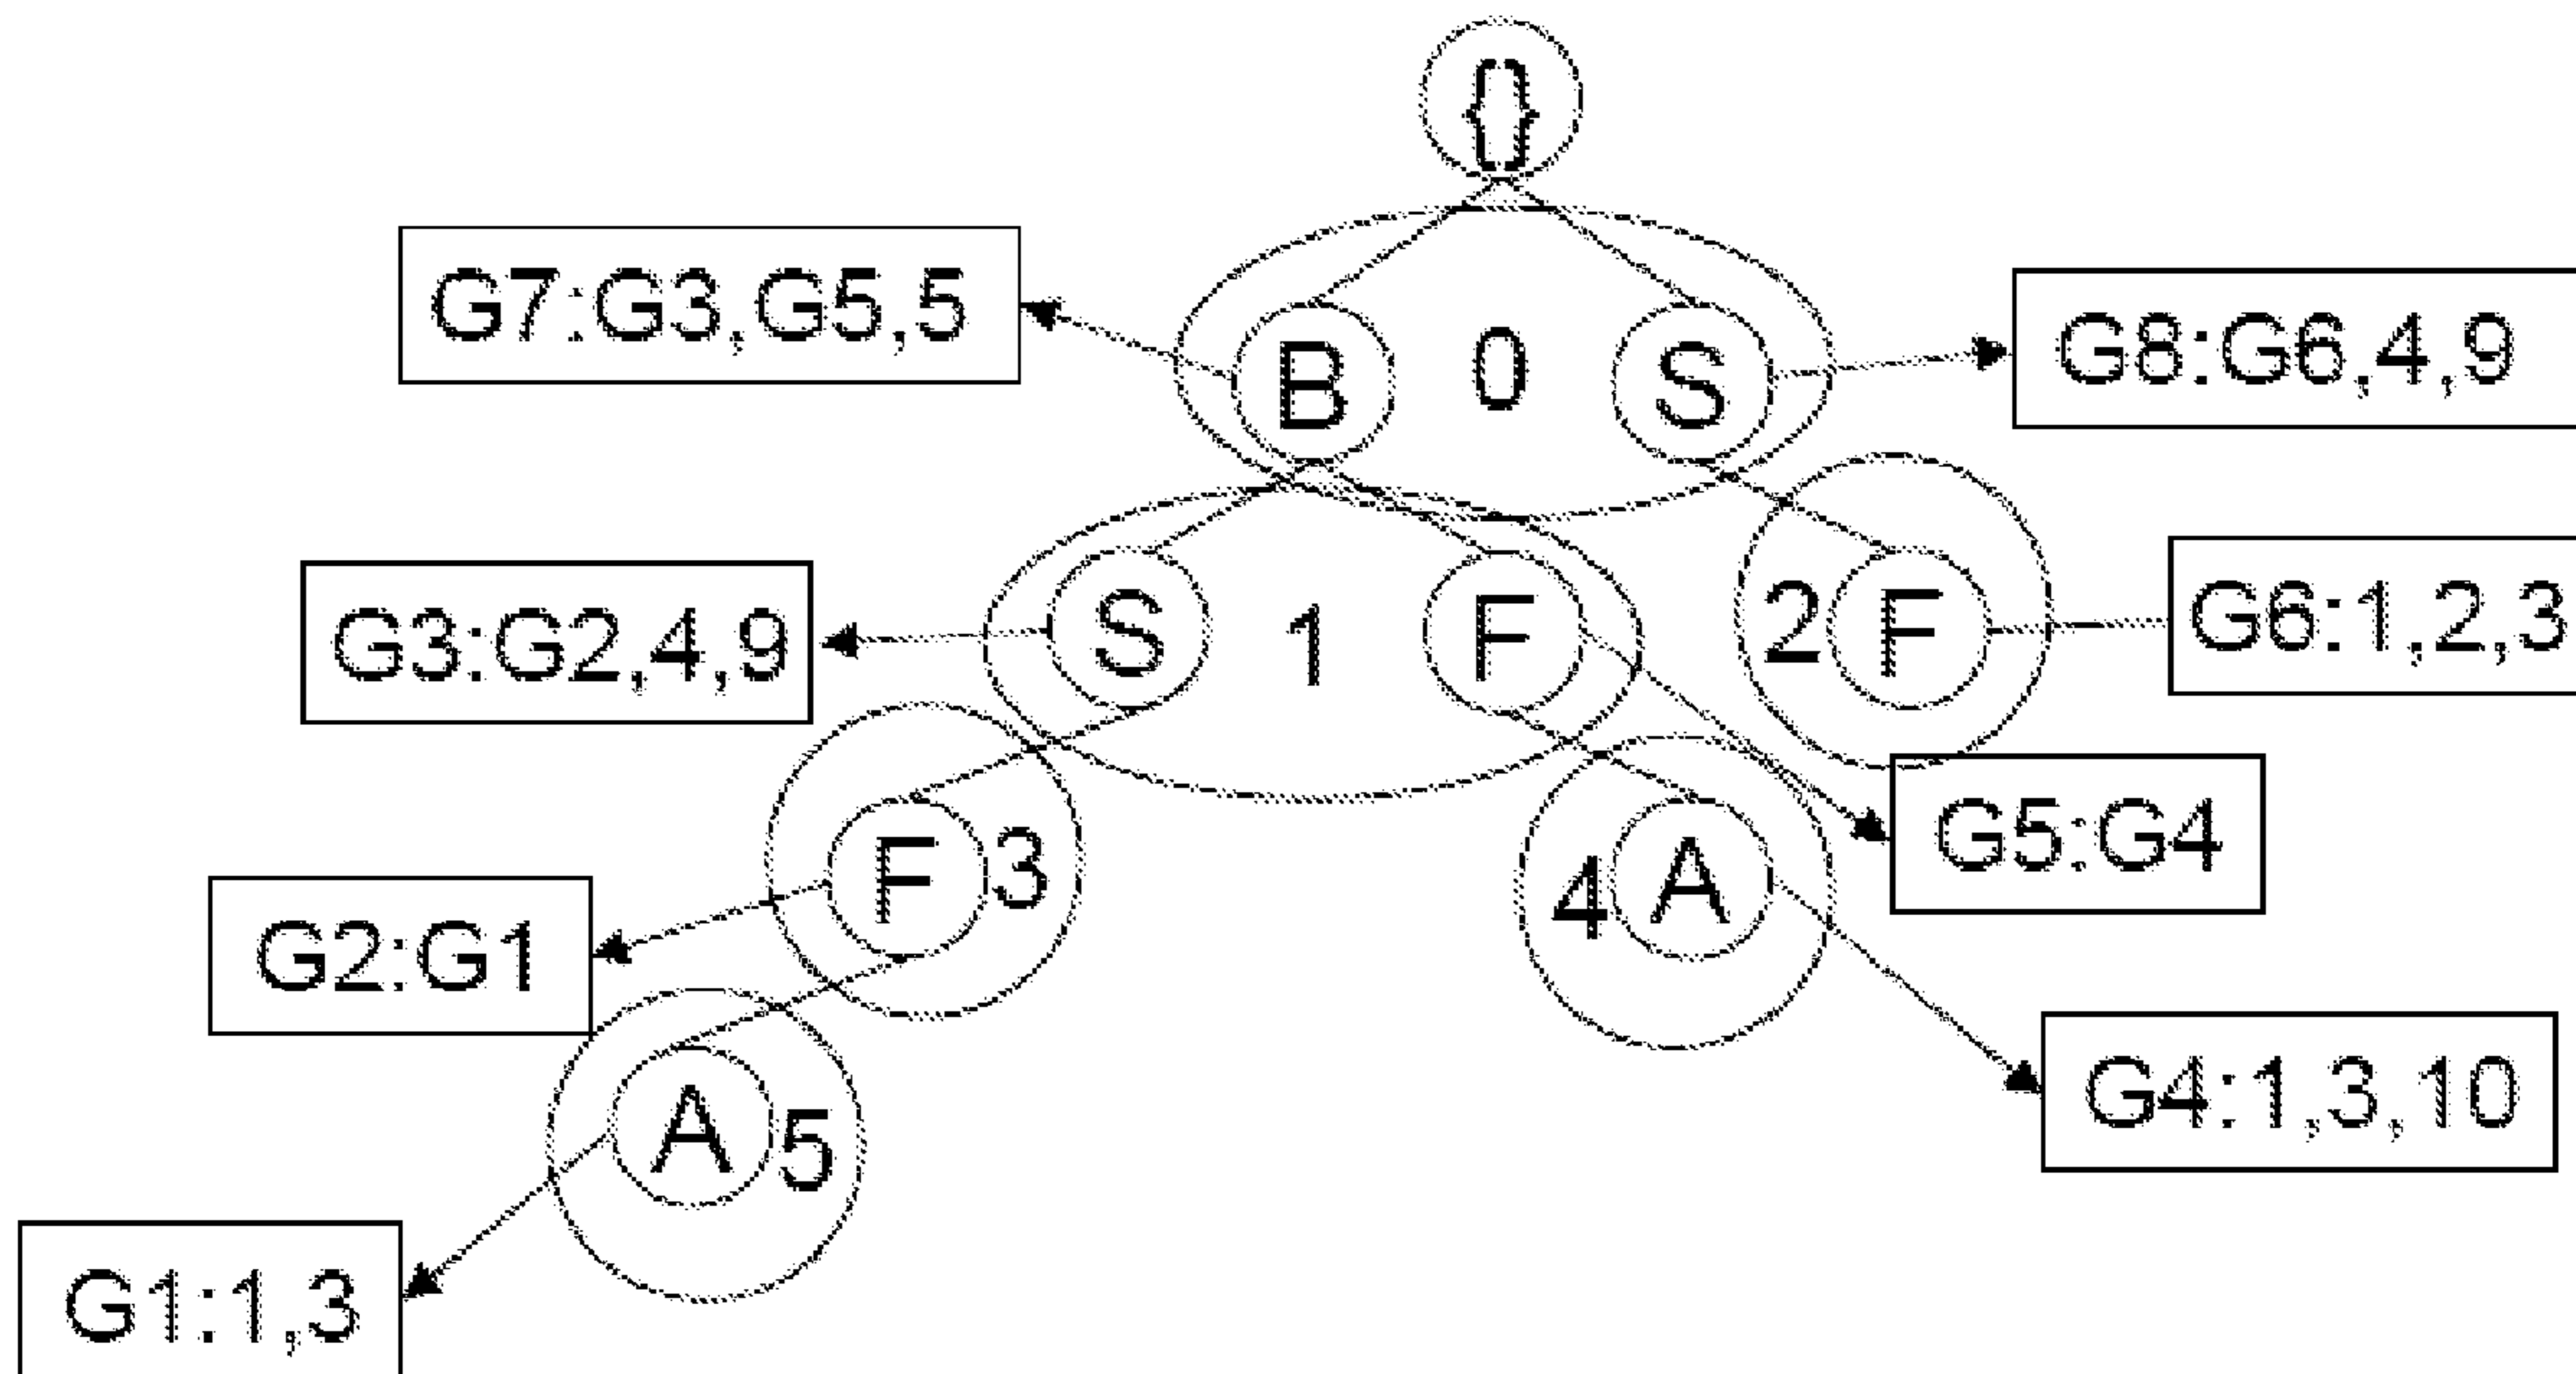 {}
G7:G3,G5,5
B
0
S
G8:G6,4,9
G3:G2,4,9
S
1
F
2
F
G6:1,2,3
F
3
4
A
G5:G4
G2:G1
A
5
G4:1,3,10
G1:1,3